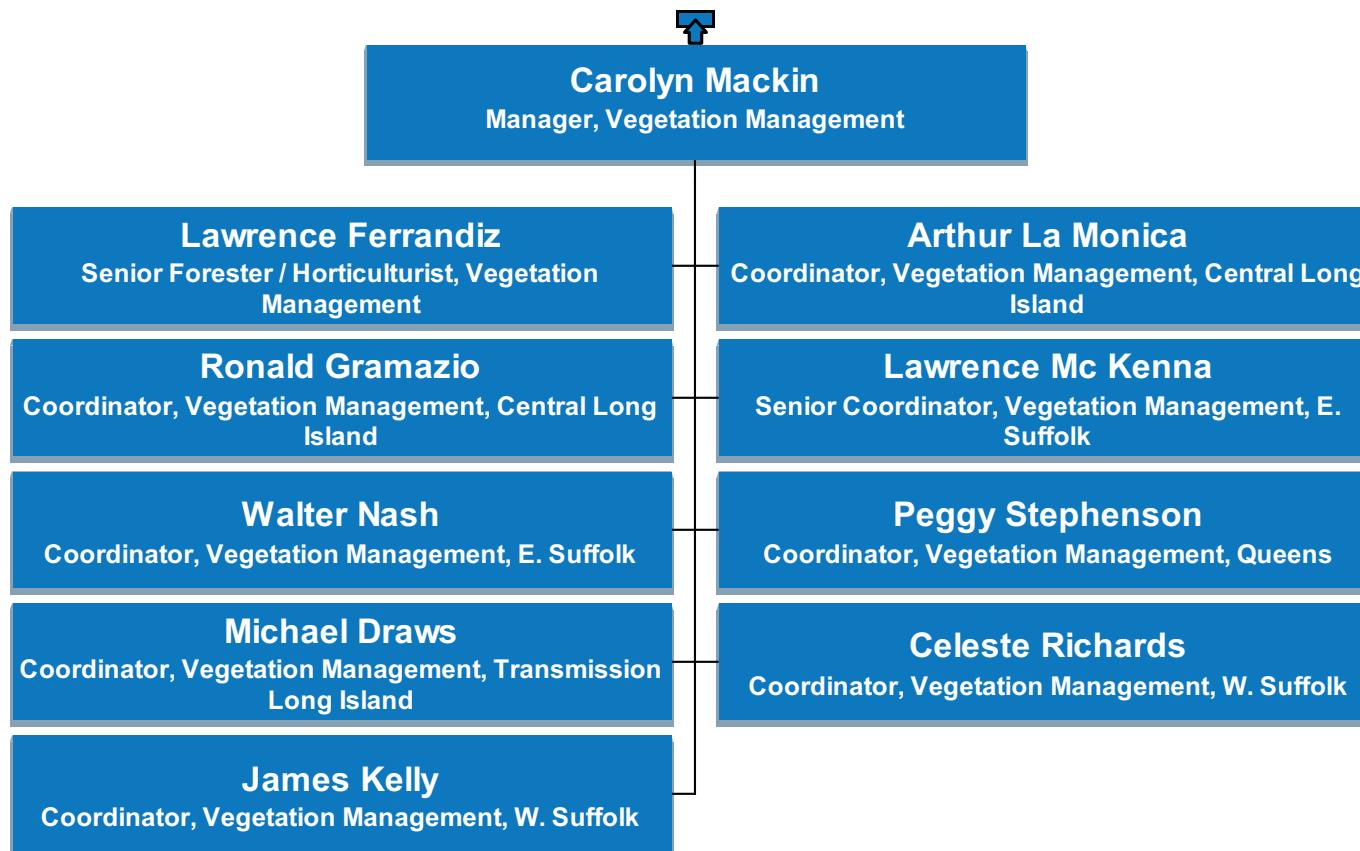 Carolyn Mackin
Manager, Vegetation Management
Lawrence Ferrandiz
Senior Forester / Horticulturist, Vegetation
Management
Arthur La Monica
Coordinator, Vegetation Management, Central Long
Island
Ronald Gramazio
Coordinator, Vegetation Management, Central Long
Island
Lawrence Mc Kenna
Senior Coordinator, Vegetation Management, E.
Suffolk
Walter Nash
Coordinator, Vegetation Management, E. Suffolk
Peggy Stephenson
Coordinator, Vegetation Management, Queens
Michael Draws
Coordinator, Vegetation Management, Transmission
Long Island
Celeste Richards
Coordinator, Vegetation Management, W. Suffolk
James Kelly
Coordinator, Vegetation Management, W. Suffolk